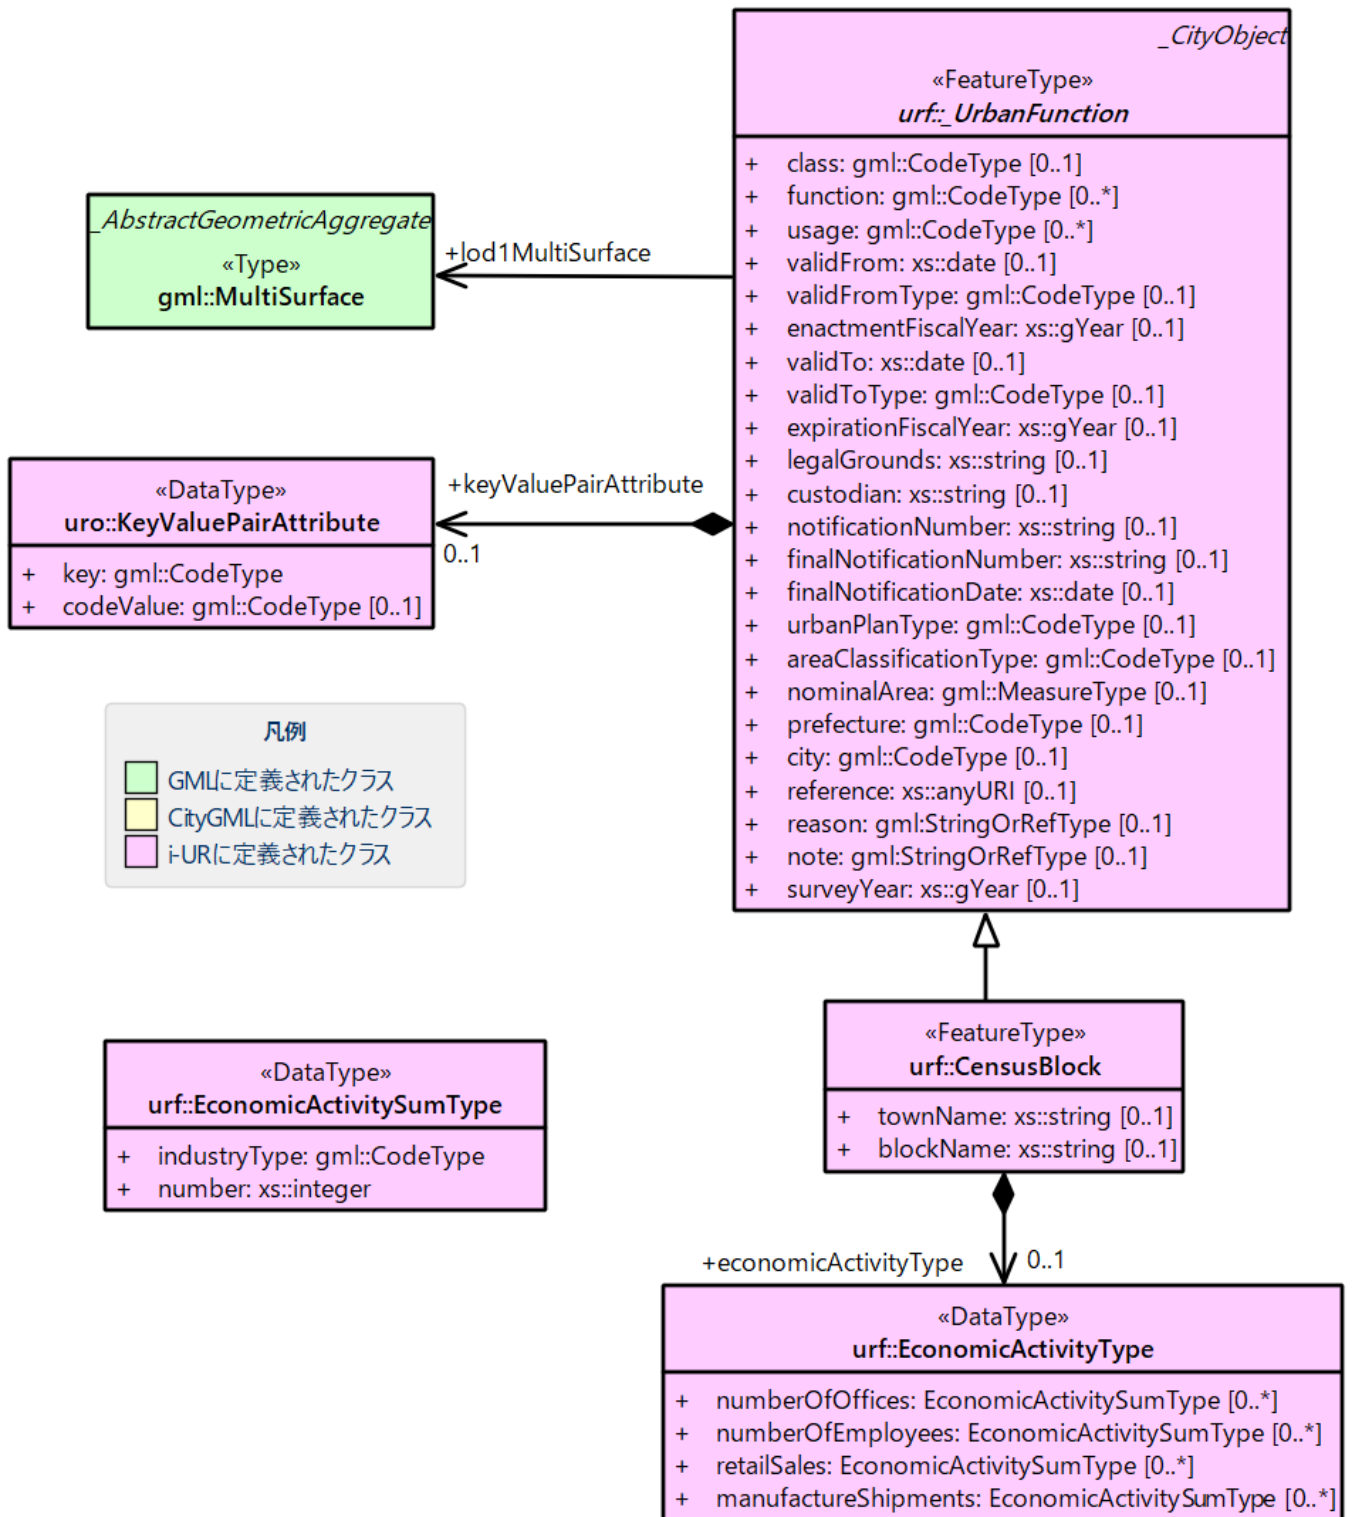 _CityObject
«FeatureType»
urf::_UrbanFunction
+ class: gml::CodeType [0..1]
+ function: gml::CodeType [0..*]
+ usage: gml::CodeType [0..*]
+ validFrom: xs::date [0..1]
+ validFromType: gml::CodeType [0..1]
+ enactmentFiscalYear: xs::gYear [0..1]
+ validTo: xs::date [0..1]
+ validToType: gml::CodeType [0..1]
+ expirationFiscalYear: xs::gYear [0..1]
+ legalGrounds: xs::string [0..1]
+ custodian: xs::string [0..1]
+ notificationNumber: xs::string [0..1]
+ finalNotificationNumber: xs::string [0..1]
+ finalNotificationDate: xs::date [0..1]
+ urbanPlanType: gml::CodeType [0..1]
+ areaClassificationType: gml::CodeType [0..1]
+ nominalArea: gml::MeasureType [0..1]
+ prefecture: gml::CodeType [0..1]
+ city: gml::CodeType [0..1]
+ reference: xs::anyURI [0..1]
+ reason: gml:StringOrRefType [0..1]
+ note: gml:StringOrRefType [0..1]
+ surveyYear: xs::gYear [0..1]
_AbstractGeometricAggregate
«Type»
gml::MultiSurface
+lod1MultiSurface
+keyValuePairAttribute
0..1
«DataType»
uro::KeyValuePairAttribute
+ key: gml::CodeType
+ codeValue: gml::CodeType [0..1]
凡例
GMLに定義されたクラス
CityGMLに定義されたクラス
i-URに定義されたクラス
«FeatureType»
urf::CensusBlock
+ townName: xs::string [0..1]
+ blockName: xs::string [0..1]
«DataType»
urf::EconomicActivitySumType
+ industryType: gml::CodeType
+ number: xs::integer
+economicActivityType
0..1
«DataType»
urf::EconomicActivityType
+ numberOfOffices: EconomicActivitySumType [0..*]
+ numberOfEmployees: EconomicActivitySumType [0..*]
+ retailSales: EconomicActivitySumType [0..*]
+ manufactureShipments: EconomicActivitySumType [0..*]